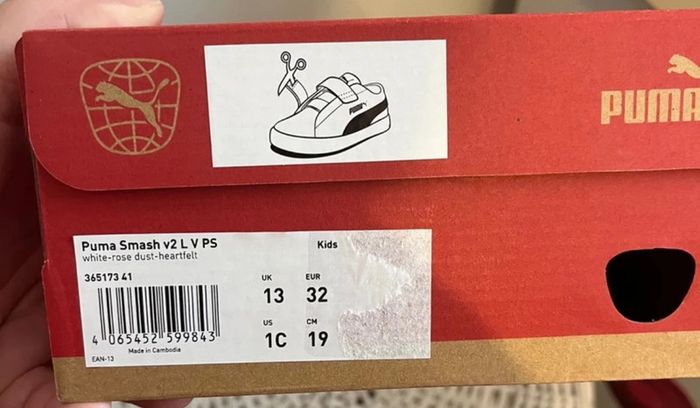 PUMA
Puma Smash v2 L V PS
Kids
white-rose dust-heartfelt
365173 41
UK EUR
13 32
US CM
1C 19
4 065452 599843
Made in Cambodia
EAN-13